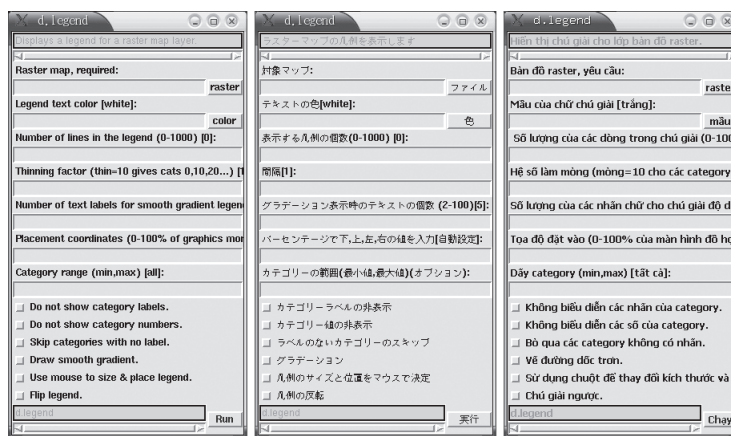 d.legend
Displays a legend for a raster map layer.
Raster map, required:
raster
Legend text color [white]:
color
Number of lines in the legend (0-1000) [0]:
Thinning factor (thin=10 gives cats 0,10,20...) [1
Number of text labels for smooth gradient legen
Placement coordinates (0-100% of graphics mor
Category range (min,max) [all]:
Do not show category labels.
Do not show category numbers.
Skip categories with no label.
Draw smooth gradient.
Use mouse to size & place legend.
Flip legend.
d.legend
Run
d.legend
ラスターマップの凡例を表示します
対象マップ:
ファイル
テキストの色[white]:
色
表示する凡例の個数(0-1000) [0]:
間隔[1]:
グラデーション表示時のテキストの個数 (2-100)[5]:
パーセンテージで下,上,左,右の値を入力[自動設定]:
カテゴリーの範囲(最小値,最大値)(オプション):
カテゴリーラベルの非表示
カテゴリー値の非表示
ラベルのないカテゴリーのスキップ
グラデーション
凡例のサイズと位置をマウスで決定
凡例の反転
d.legend
実行
d.legend
Hiển thị chú giải cho lớp bản đồ raster.
Bản đồ raster, yêu cầu:
raste
Mầu của chữ chú giải [trắng]:
mầu
Số lượng của các dòng trong chú giải (0-100
Hệ số làm mỏng (mỏng=10 cho các category
Số lượng của các nhãn chữ cho chú giải độ d
Tọa độ đặt vào (0-100% của màn hình đồ họ
Dãy category (min,max) [tất cả]:
Không biểu diễn các nhãn của category.
Không biểu diễn các số của category.
Bỏ qua các category không có nhãn.
Vẽ đường dốc trơn.
Sử dụng chuột để thay đổi kích thước và
Chú giải ngược.
d.legend
Chạy